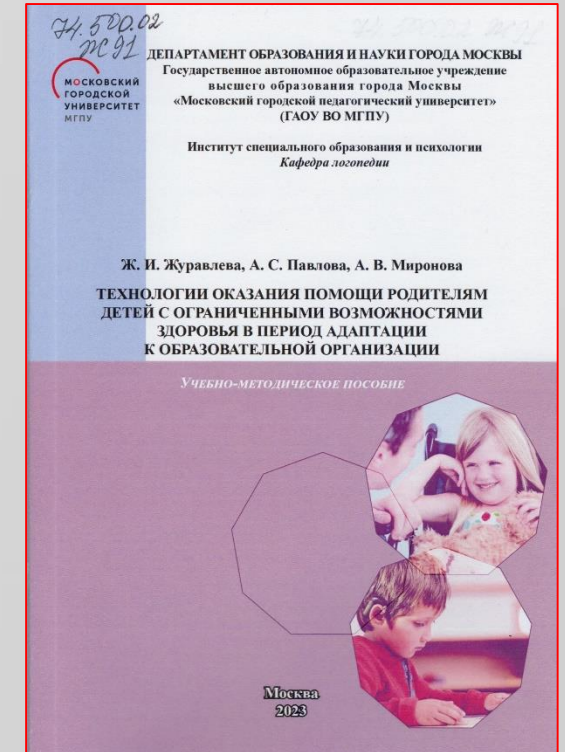 74.500.02
Ж91
МОСКОВСКИЙ
ГОРОДСКОЙ
УНИВЕРСИТЕТ
МГПУ
ДЕПАРТАМЕНТ ОБРАЗОВАНИЯ И НАУКИ ГОРОДА МОСКВЫ
Государственное автономное образовательное учреждение
высшего образования города Москвы
«Московский городской педагогический университет»
(ГАОУ ВО МГПУ)
Институт специального образования и психологии
Кафедра логопедии
Ж. И. Журавлева, А. С. Павлова, А. В. Миронова
ТЕХНОЛОГИИ ОКАЗАНИЯ ПОМОЩИ РОДИТЕЛЯМ
ДЕТЕЙ С ОГРАНИЧЕННЫМИ ВОЗМОЖНОСТЯМИ
ЗДОРОВЬЯ В ПЕРИОД АДАПТАЦИИ
К ОБРАЗОВАТЕЛЬНОЙ ОРГАНИЗАЦИИ
УЧЕБНО-МЕТОДИЧЕСКОЕ ПОСОБИЕ
Москва
2023